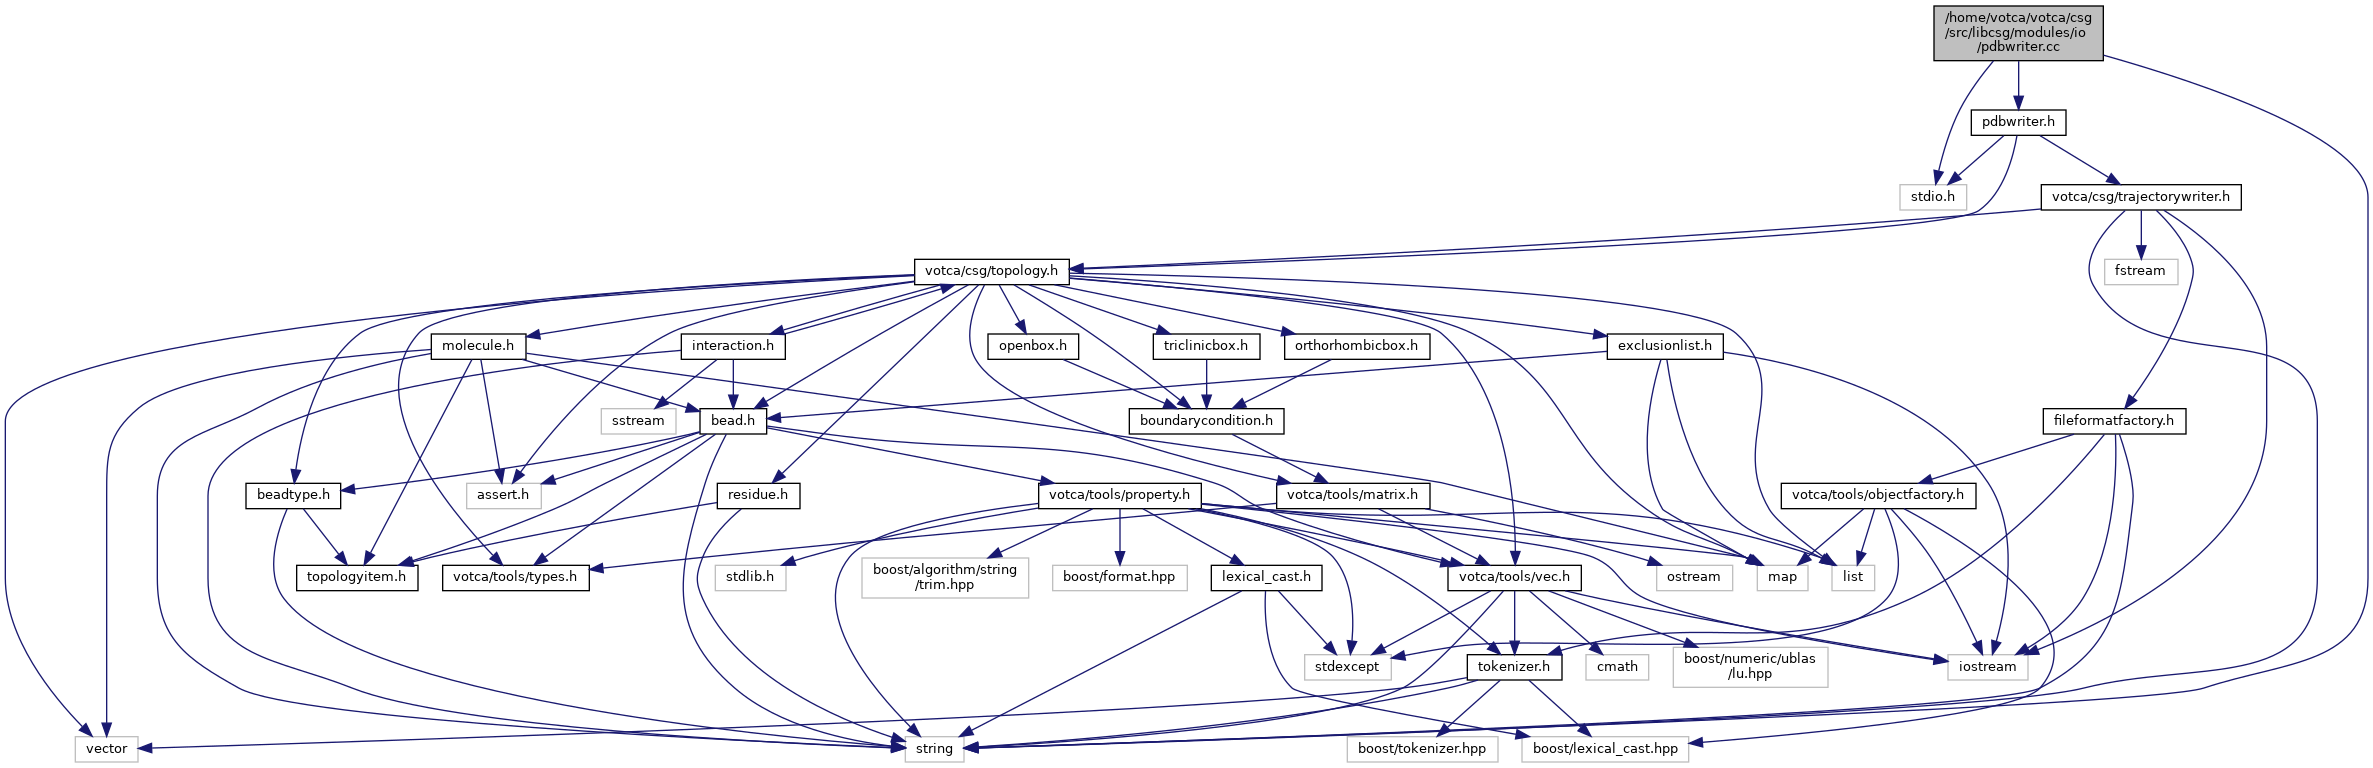 /home/votca/votca/csg
/src/libcsg/modules/io
/pdbwriter.cc
pdbwriter.h
stdio.h
votca/csg/trajectorywriter.h
votca/csg/topology.h
fstream
molecule.h
interaction.h
openbox.h
triclinicbox.h
orthorhombicbox.h
exclusionlist.h
sstream
bead.h
boundarycondition.h
fileformatfactory.h
beadtype.h
assert.h
residue.h
votca/tools/property.h
votca/tools/matrix.h
votca/tools/objectfactory.h
topologyitem.h
votca/tools/types.h
stdlib.h
boost/algorithm/string
/trim.hpp
boost/format.hpp
lexical_cast.h
votca/tools/vec.h
ostream
map
list
stdexcept
tokenizer.h
cmath
boost/numeric/ublas
/lu.hpp
iostream
vector
string
boost/tokenizer.hpp
boost/lexical_cast.hpp